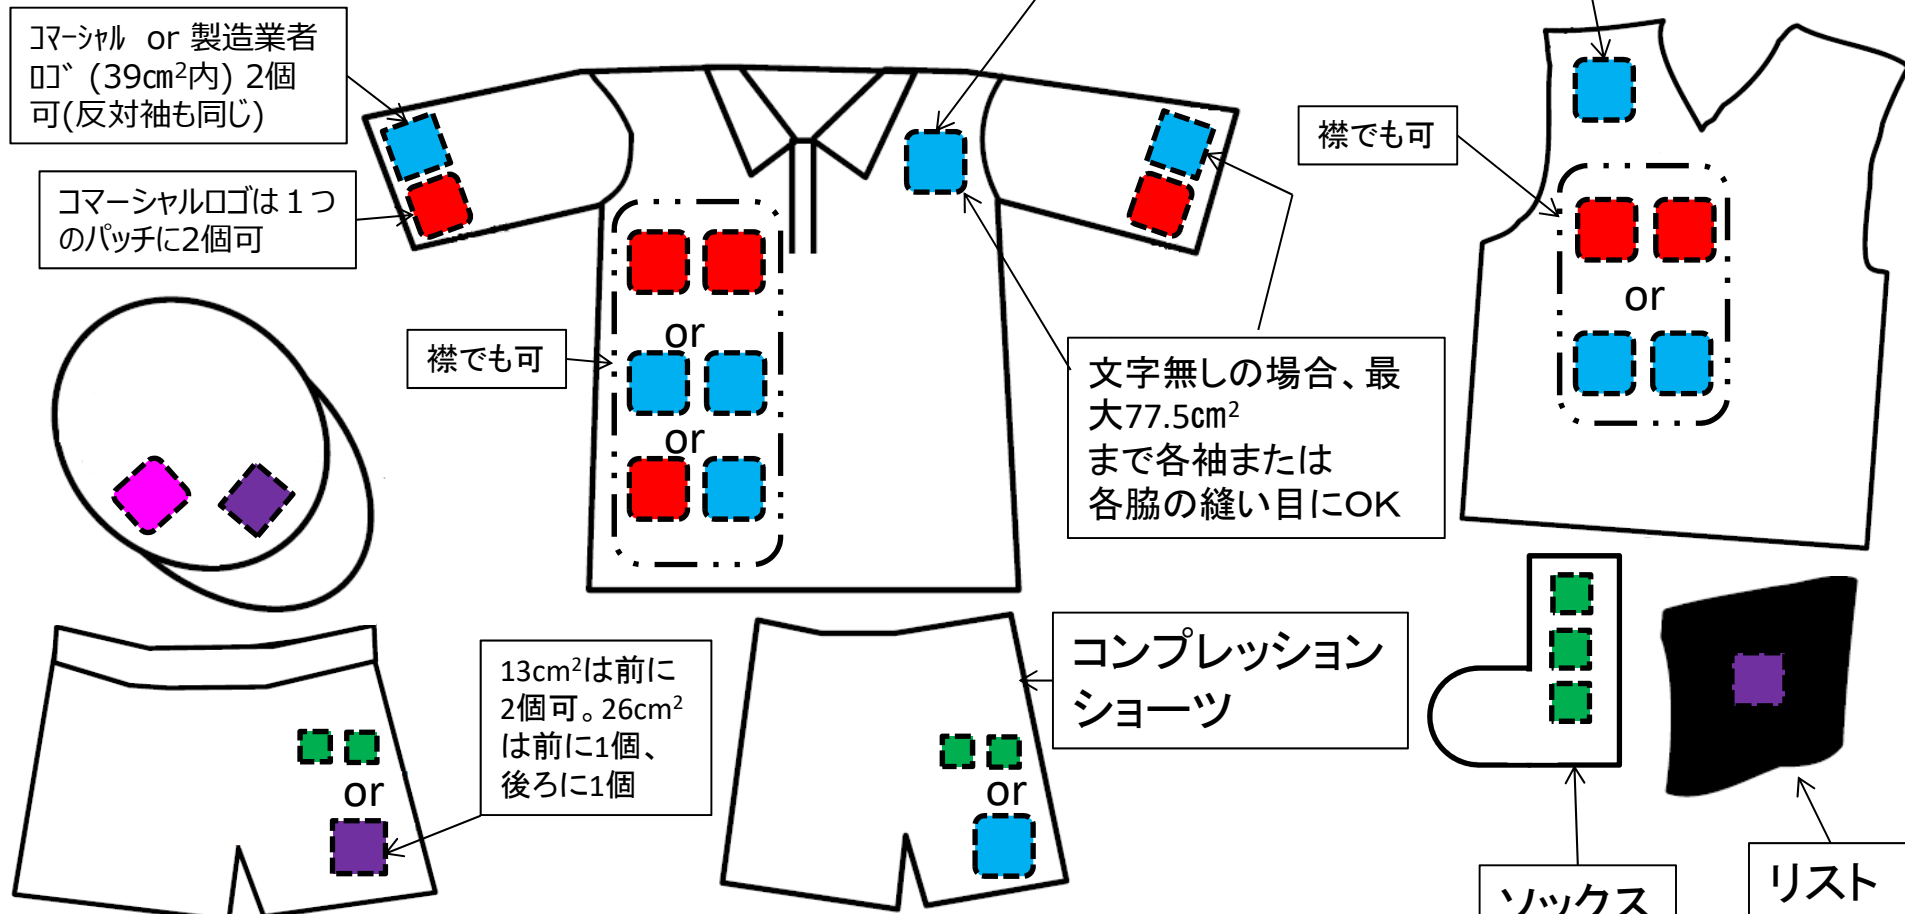 コマーシャル or 製造業者
ロゴ (39cm²内) 2個
可(反対袖も同じ)
コマーシャルロゴは１つ
のパッチに2個可
襟でも可
or
or
襟でも可
or
文字無しの場合、最
大77.5cm²
まで各袖または
各脇の縫い目にOK
13cm²は前に
2個可。26cm²
は前に1個、
後ろに1個
or
コンプレッション
ショーツ
or
ソックス
リスト